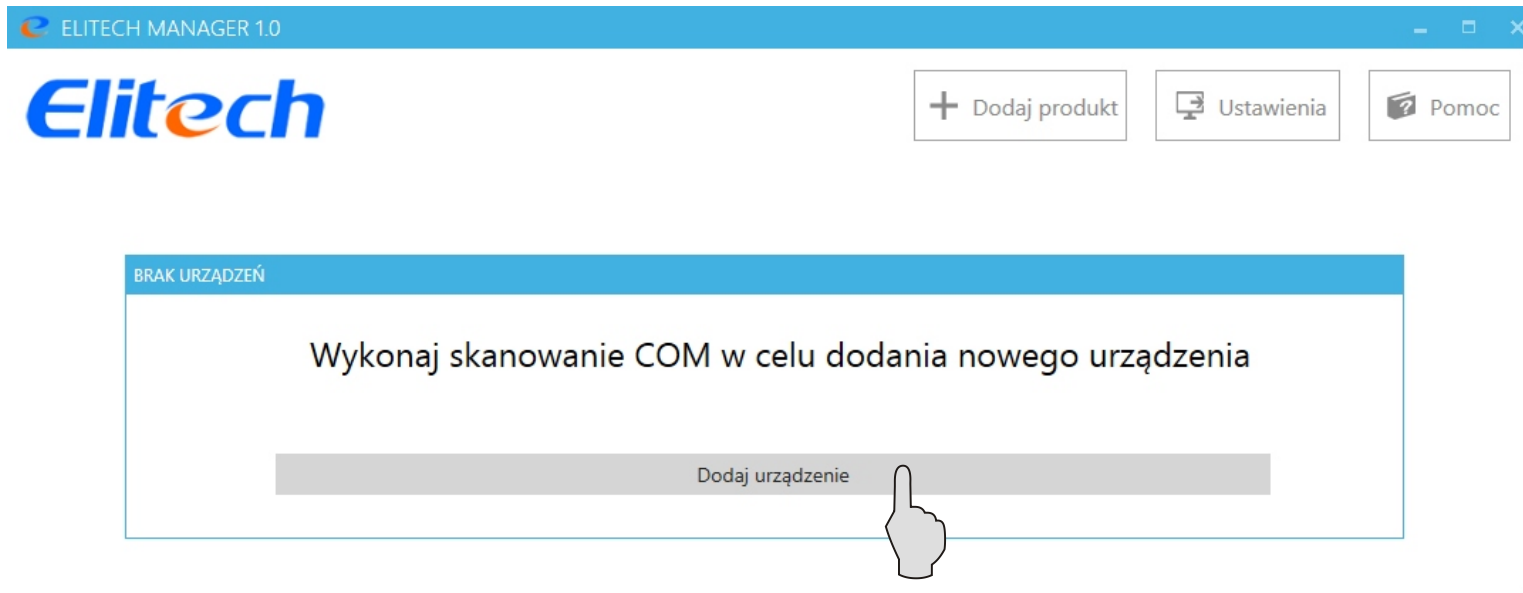 ELITECH MANAGER 1.0
Elitech
Dodaj produkt
Ustawienia
Pomoc
BRAK URZĄDZEŃ
Wykonaj skanowanie COM w celu dodania nowego urządzenia
Dodaj urządzenie